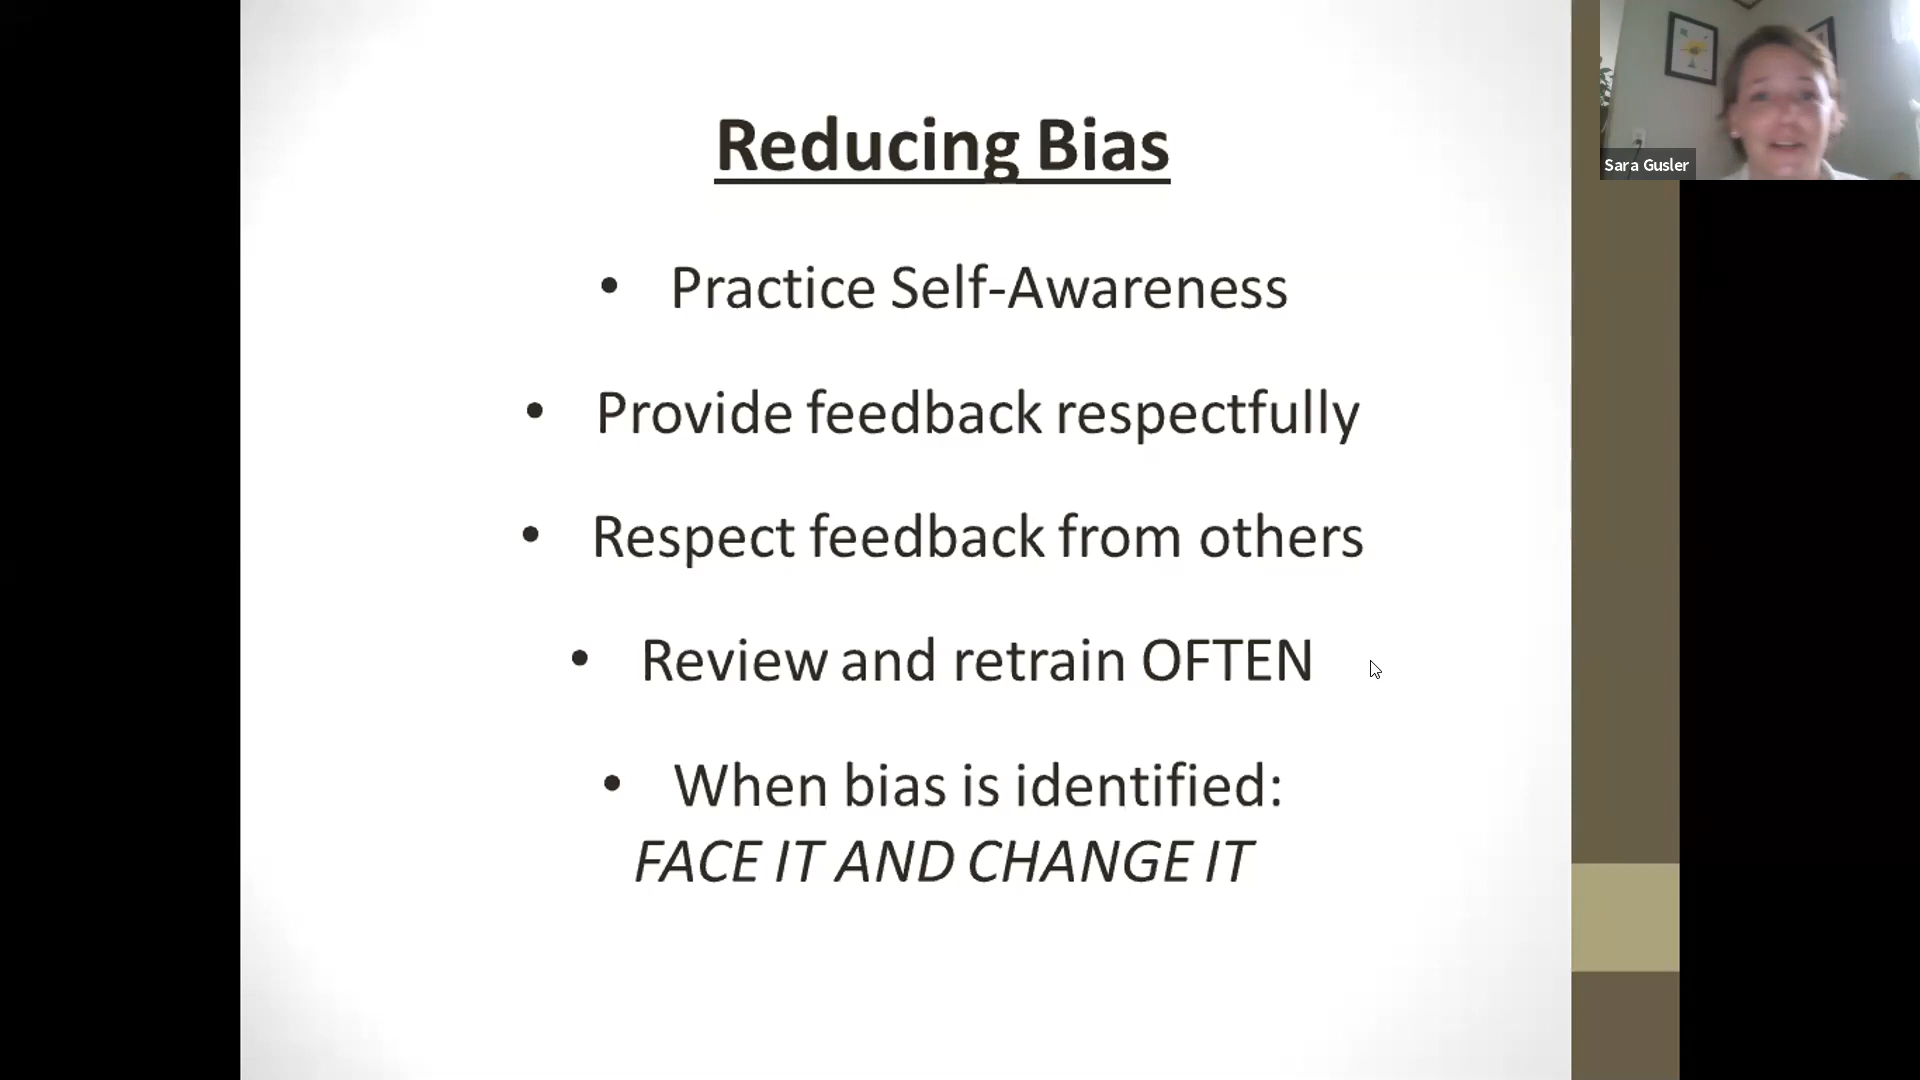 Reducing Bias
• Practice Self-Awareness
• Provide feedback respectfully
• Respect feedback from others
• Review and retrain OFTEN
• When bias is identified:
FACE IT AND CHANGE IT
Sara Gusler